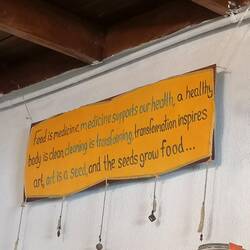 Food is medicine, medicine supports our health, a healthy
body is clean, cleaning is transforming, transformation inspires
art, art is a seed, and the seeds grow food...